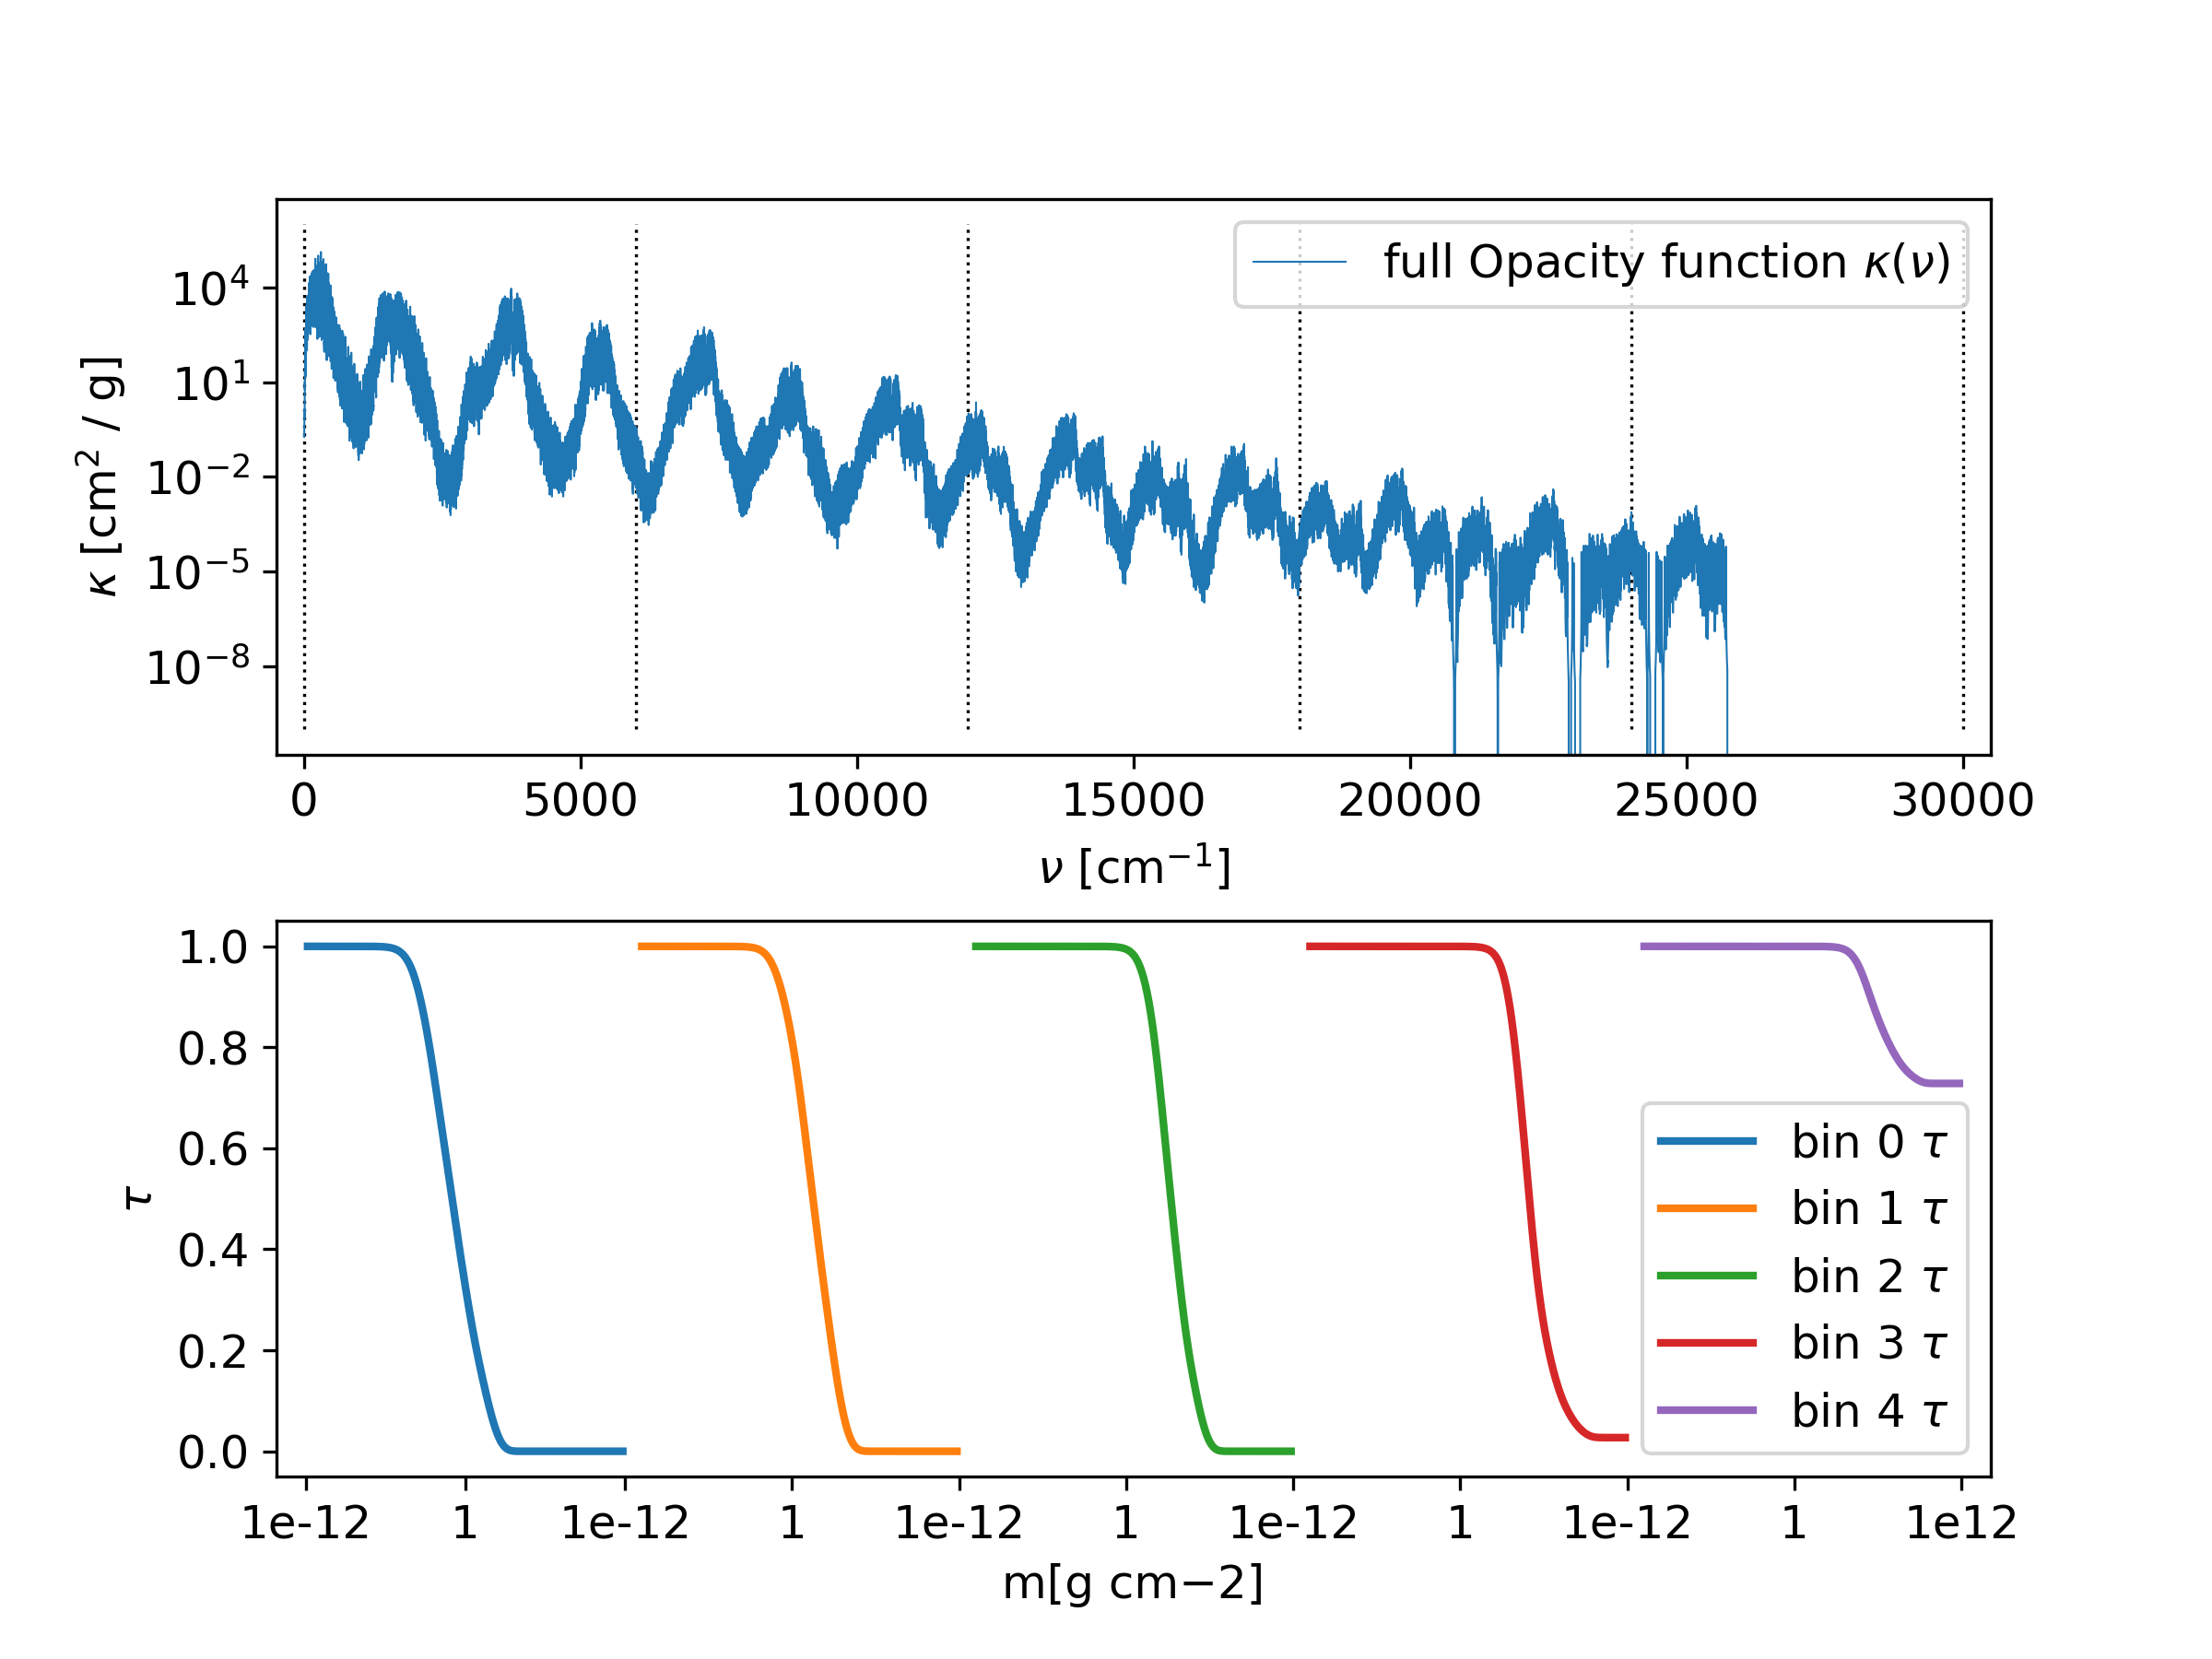 full Opacity function κ(ν)
10⁴
10¹
10⁻²
10⁻⁵
10⁻⁸
κ [cm² / g]
0 5000 10000 15000 20000 25000 30000
ν [cm⁻¹]
1.0
0.8
0.6
0.4
0.2
0.0
τ
bin 0 τ
bin 1 τ
bin 2 τ
bin 3 τ
bin 4 τ
1e-12 1 1e-12 1 1e-12 1 1e-12 1 1e-12 1 1e12
m[g cm−2]